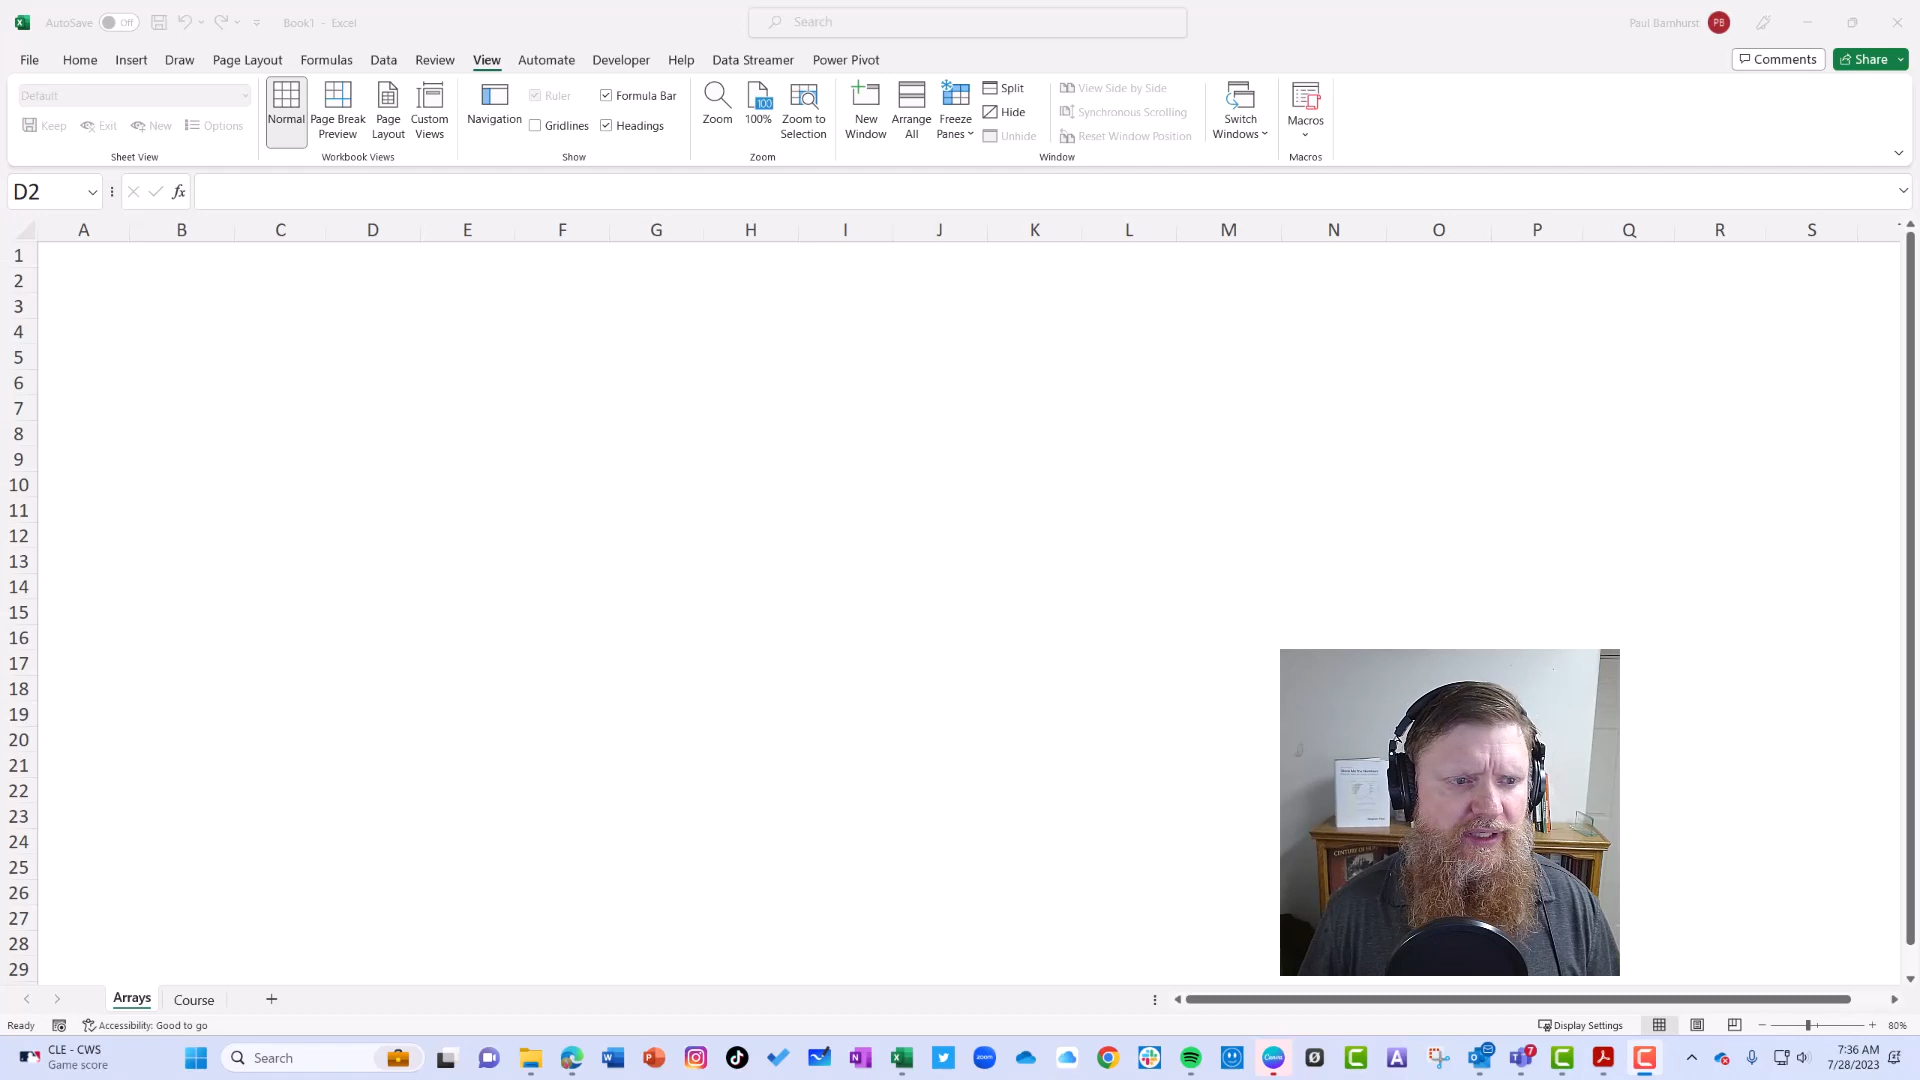 AutoSave Off Book1 - Excel Search Paul Barnhurst PB
File Home Insert Draw Page Layout Formulas Data Review View Automate Developer Help Data Streamer Power Pivot Comments Share
Default
Keep Exit New Options
Sheet View
Normal
Page Break Preview
Page Layout
Custom Views
Workbook Views
Navigation
Ruler
Formula Bar
Gridlines
Headings
Show
Zoom
100
100%
Zoom to Selection
Zoom
New Window
Arrange All
Freeze Panes
Split
Hide
Unhide
View Side by Side
Synchronous Scrolling
Reset Window Position
Window
Switch Windows
Macros
Macros
D2 fx
A B C D E F G H I J K L M N O P Q R S
1
2
3
4
5
6
7
8
9
10
11
12
13
14
15
16
17
18
19
20
21
22
23
24
25
26
27
28
29
Arrays Course
Ready Accessibility: Good to go Display Settings 80%
CLE - CWS
Game score
Search
zoom
Canva
7
7:36 AM
7/28/2023